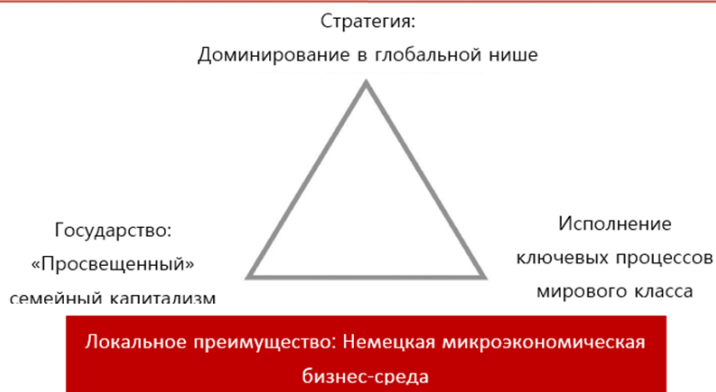 Стратегия:
Доминирование в глобальной нише
Государство:
«Просвещенный»
семейный капитализм
Исполнение
ключевых процессов
мирового класса
Локальное преимущество: Немецкая микроэкономическая
бизнес-среда